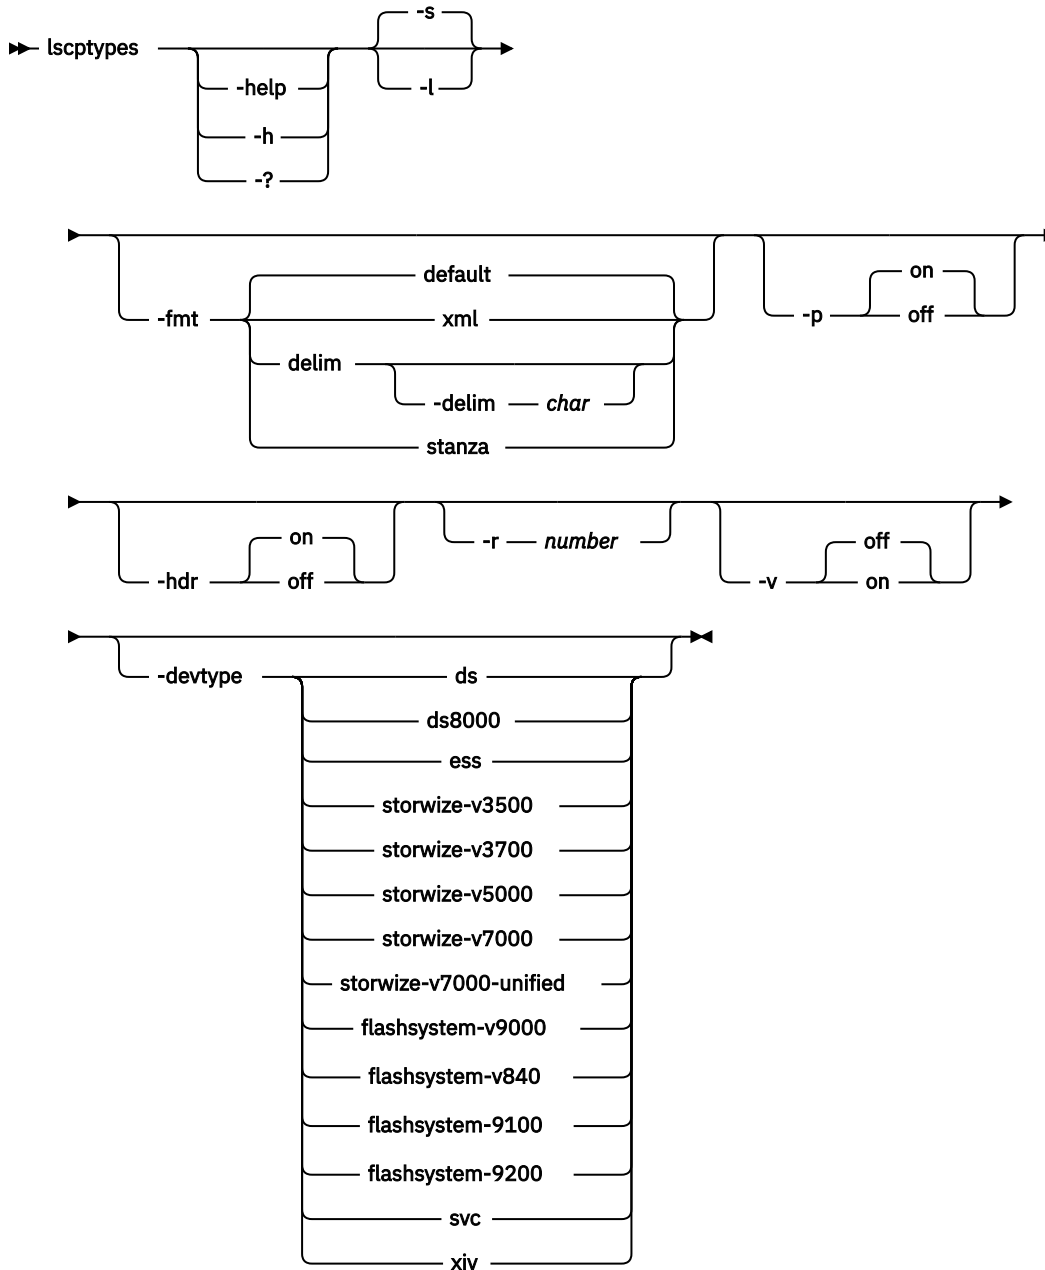 -s
lscptypes
-l
-help
-h
-?
default
on
-fmt xml -p off
delim
-delim char
stanza
on off
-r number
-hdr off -v on
-devtype ds
ds8000
ess
storwize-v3500
storwize-v3700
storwize-v5000
storwize-v7000
storwize-v7000-unified
flashsystem-v9000
flashsystem-v840
flashsystem-9100
flashsystem-9200
svc
xiv